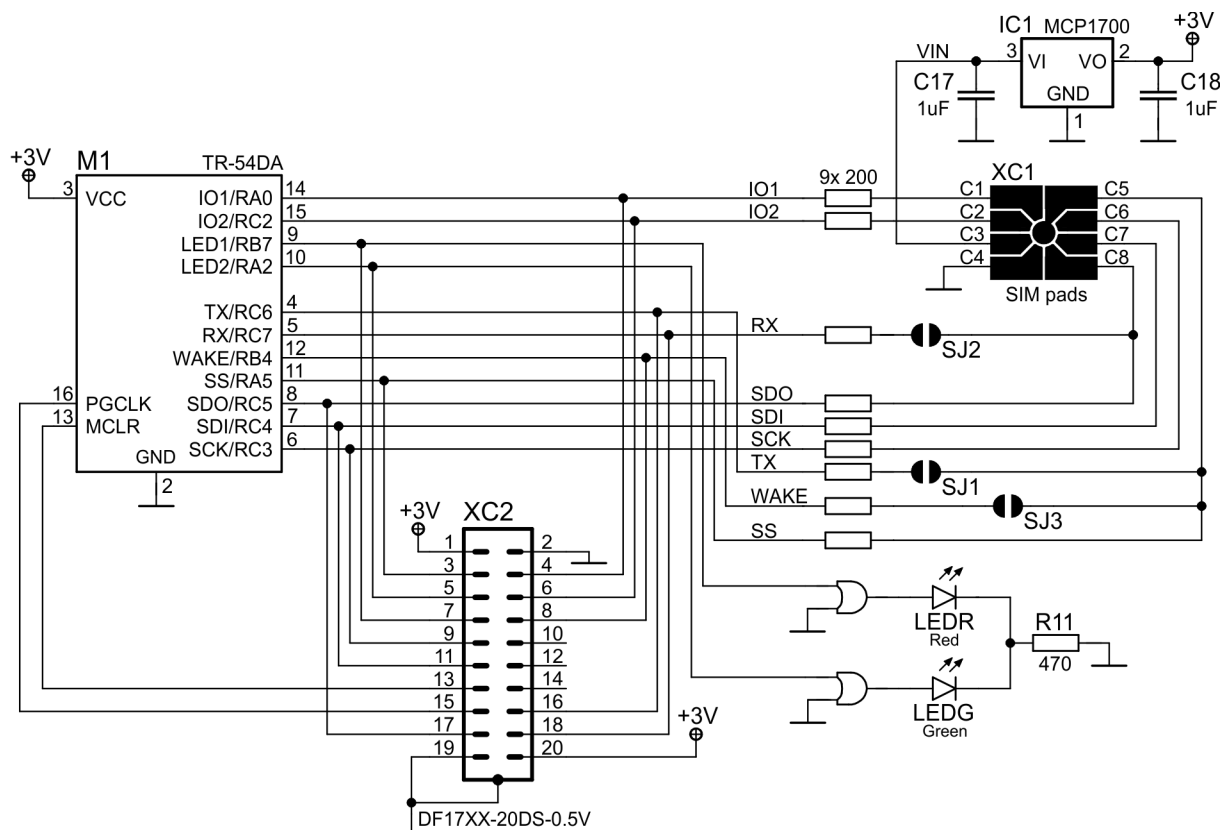 IC1 MCP1700
+3V
VIN
3 VI VO 2
GND
1
C17
1uF
C18
1uF
+3V
M1 TR-54DA
3 VCC
IO1/RA0 14
IO2/RC2 15
LED1/RB7 9
LED2/RA2 10
TX/RC6 4
RX/RC7 5
WAKE/RB4 12
SS/RA5 11
16 PGCLK
SDO/RC5 8
13 MCLR
SDI/RC4 7
SCK/RC3 6
GND
2
9x 200
IO1
IO2
XC1
C1 C5
C2 C6
C3 C7
C4 C8
SIM pads
RX
SJ2
SDO
SDI
SCK
TX
SJ1
WAKE
SJ3
SS
+3V
XC2
1 2
3 4
5 6
7 8
9 10
11 12
13 14
15 16
17 18
19 20
+3V
DF17XX-20DS-0.5V
LEDR
Red
R11
470
LEDG
Green